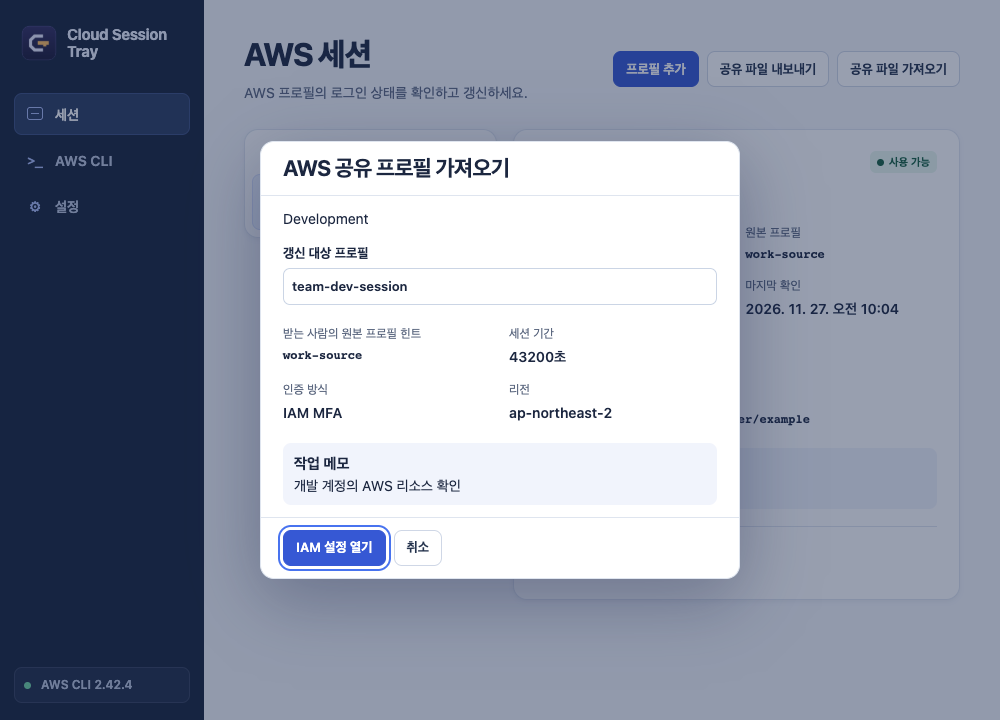 Cloud Session
Tray
세션
>_ AWS CLI
설정
AWS CLI 2.42.4
AWS 세션
AWS 프로필의 로그인 상태를 확인하고 갱신하세요.
프로필 추가
공유 파일 내보내기
공유 파일 가져오기
사용 가능
원본 프로필
work-source
마지막 확인
2026. 11. 27. 오전 10:04
er/example
AWS 공유 프로필 가져오기
Development
갱신 대상 프로필
team-dev-session
받는 사람의 원본 프로필 힌트
work-source
세션 기간
43200초
인증 방식
IAM MFA
리전
ap-northeast-2
작업 메모
개발 계정의 AWS 리소스 확인
IAM 설정 열기
취소